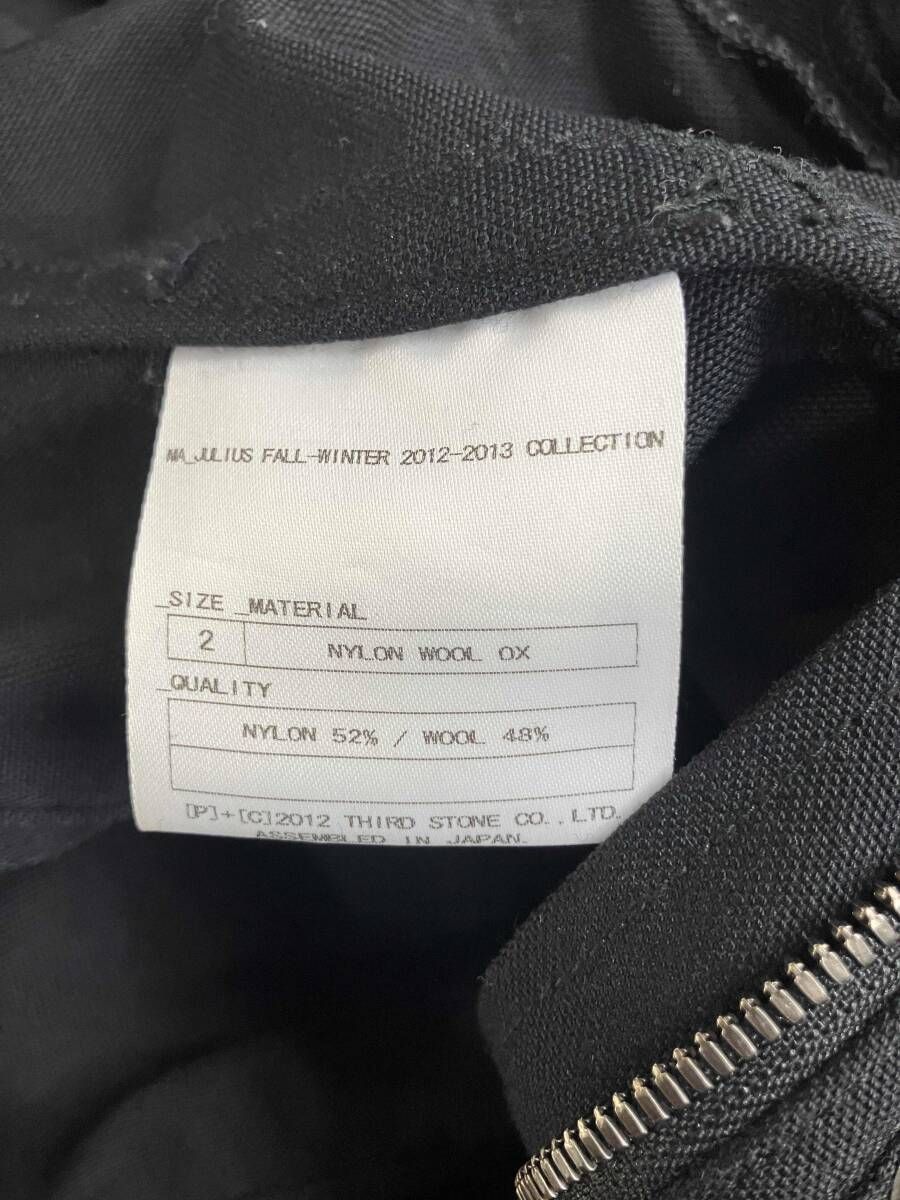 MA_JULIUS FALL-WINTER 2012-2013 COLLECTION
_SIZE _MATERIAL
2 NYLON WOOL OX
_QUALITY
NYLON 52% / WOOL 48%
[P]+[C]2012 THIRD STONE CO.,LTD.
ASSEMBLED IN JAPAN.